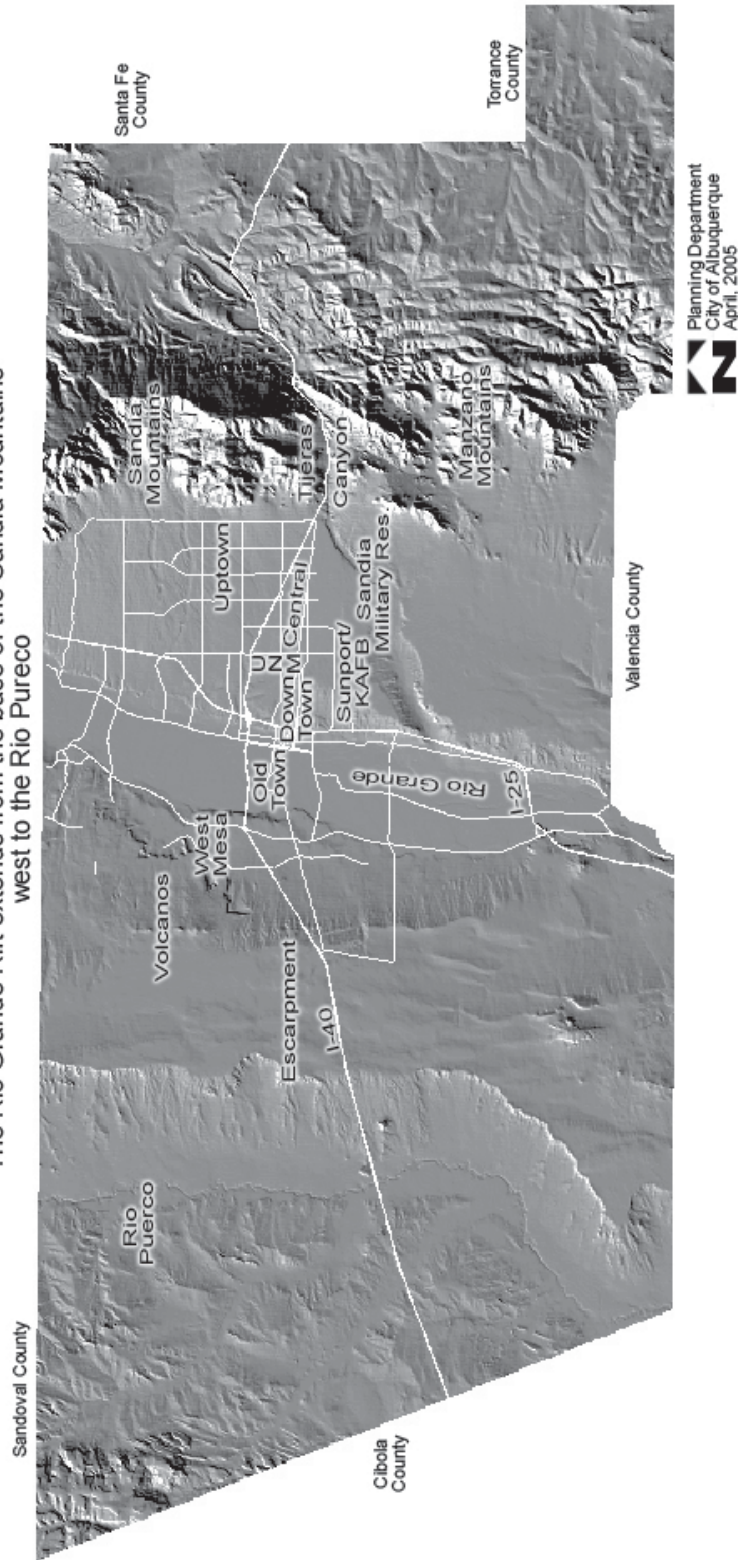 The Rio Grande Rift extends from the base of the Sandia Mountains
west to the Rio Pureco
Sandoval County
Santa Fe
County
Rio
Puerco
Volcanos
West
Mesa
Sandia
Mountains
Uptown
Old
Town
UN
M
Down
Town
Central
Escarpment
I-40
Tijeras
Canyon
Sunport/
KAFB
Sandia
Military Res.
Rio Grande
I-25
Manzano
Mountains
Torrance
County
Cibola
County
Valencia County
N
Planning Department
City of Albuquerque
April, 2005